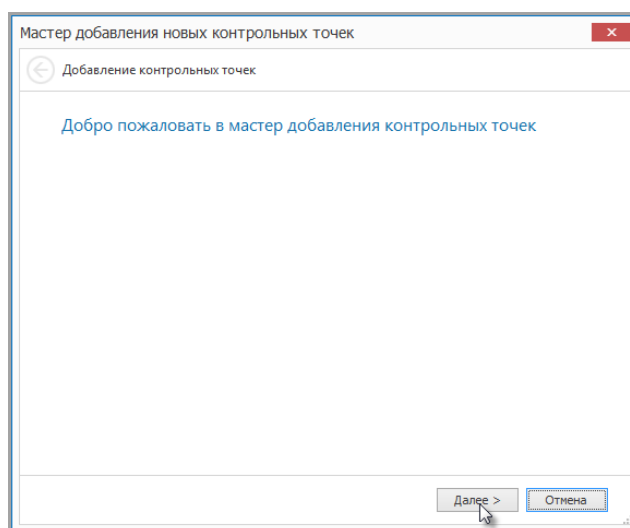 Мастер добавления новых контрольных точек
Добавление контрольных точек
Добро пожаловать в мастер добавления контрольных точек
Далее >
Отмена